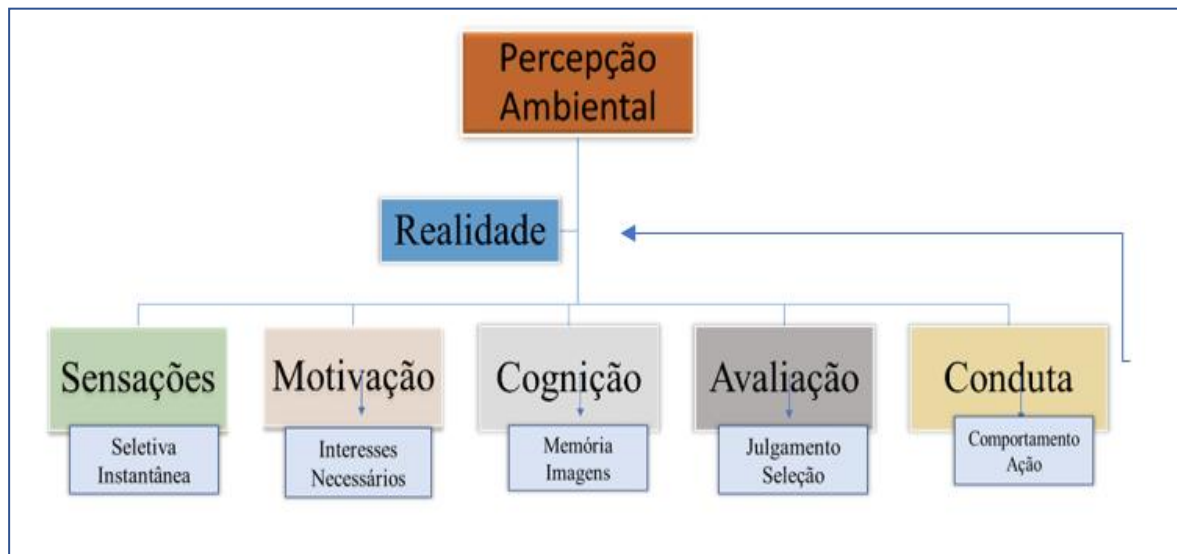 Percepção
Ambiental
Realidade
Sensações
Motivação
Cognição
Avaliação
Conduta
Seletiva
Instantânea
Interesses
Necessários
Memória
Imagens
Julgamento
Seleção
Comportamento
Ação